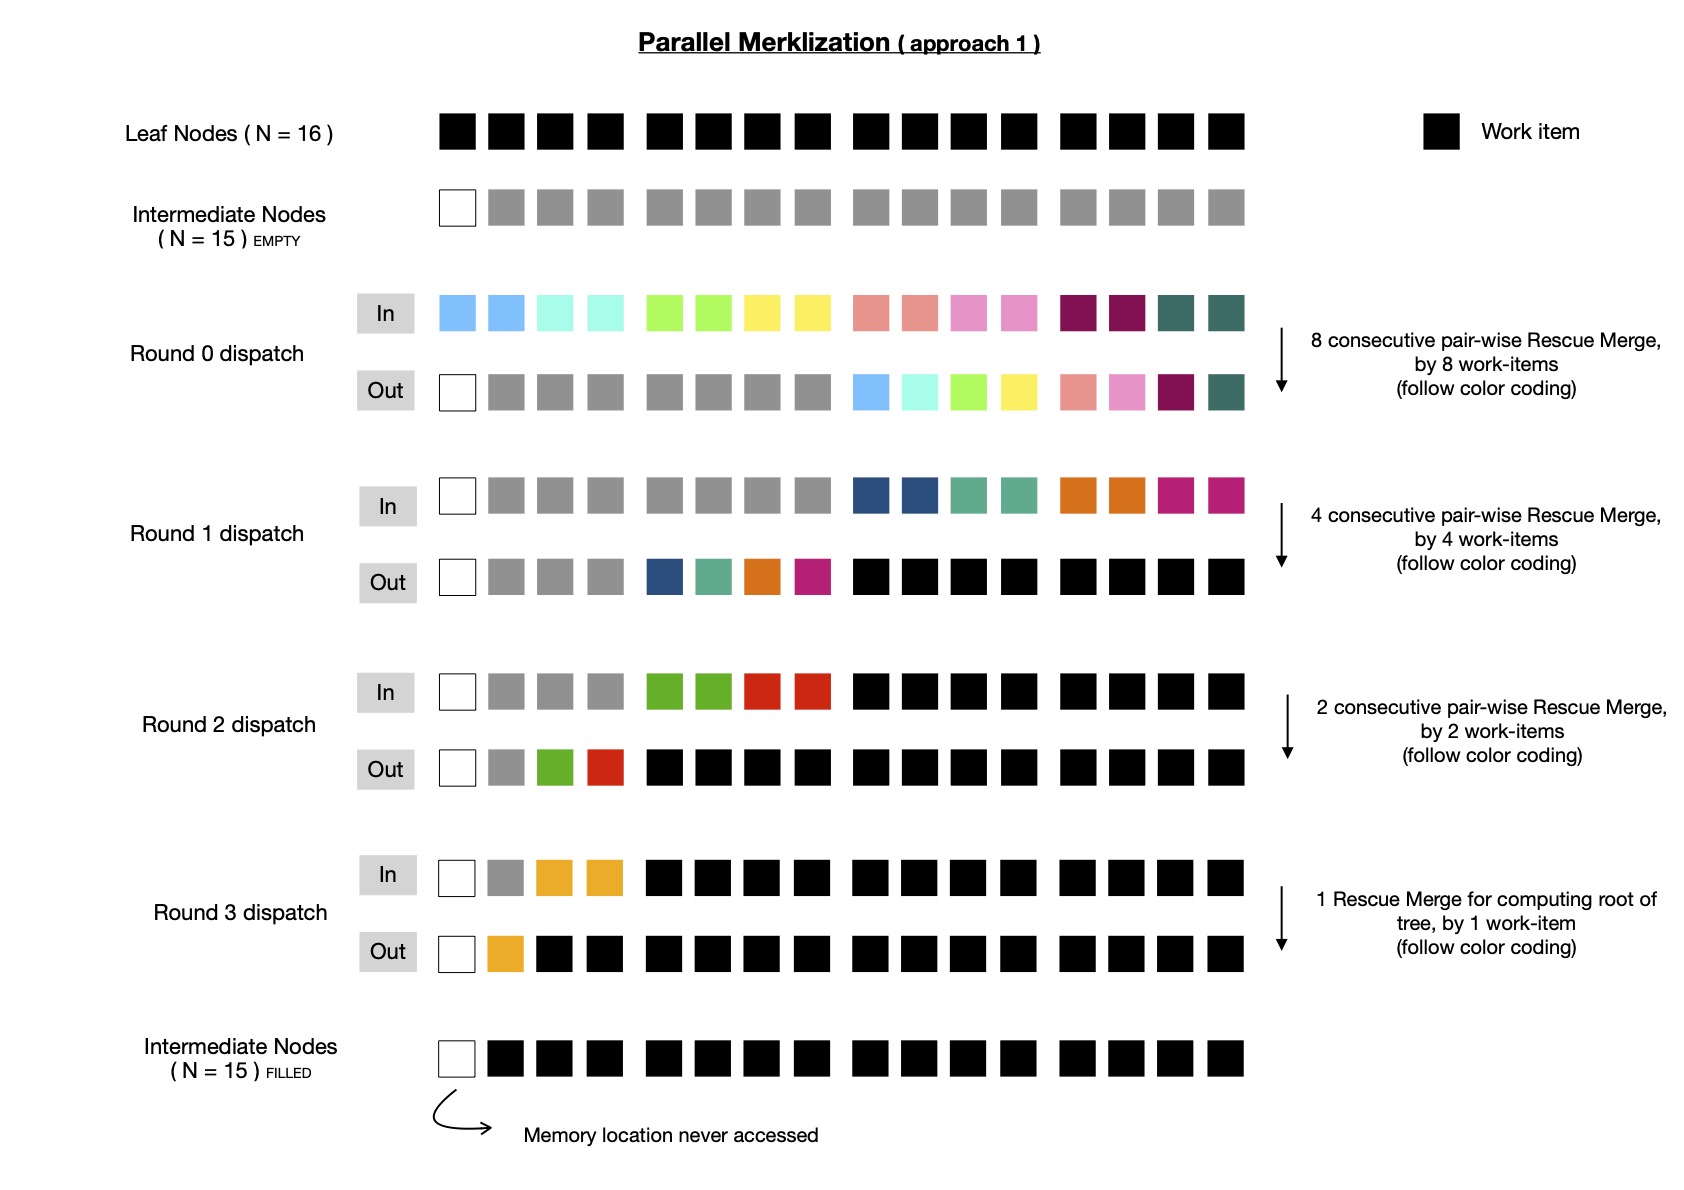 Parallel Merklization ( approach 1 )
Leaf Nodes ( N = 16 )
Work item
Intermediate Nodes
( N = 15 ) EMPTY
In
Round 0 dispatch
Out
8 consecutive pair-wise Rescue Merge,
by 8 work-items
(follow color coding)
In
Round 1 dispatch
Out
4 consecutive pair-wise Rescue Merge,
by 4 work-items
(follow color coding)
In
Round 2 dispatch
Out
2 consecutive pair-wise Rescue Merge,
by 2 work-items
(follow color coding)
In
Round 3 dispatch
Out
1 Rescue Merge for computing root of
tree, by 1 work-item
(follow color coding)
Intermediate Nodes
( N = 15 ) FILLED
Memory location never accessed